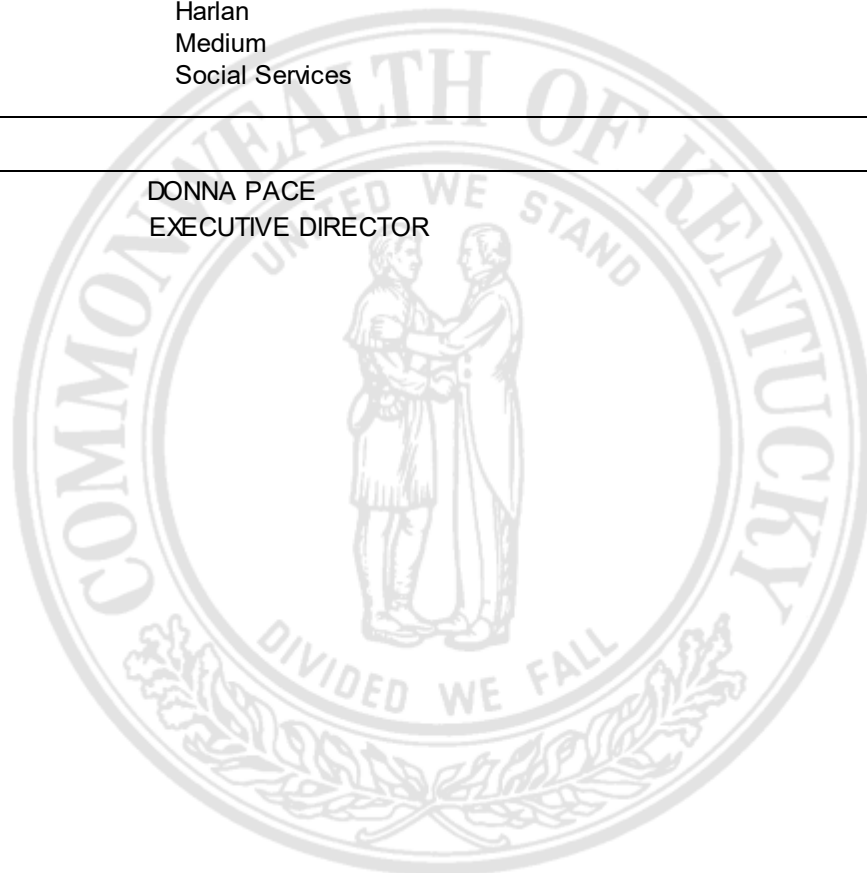 Harlan
Medium
Social Services
DONNA PACE
EXECUTIVE DIRECTOR
COMMONWEALTH OF KENTUCKY
UNITED WE STAND
DIVIDED WE FALL